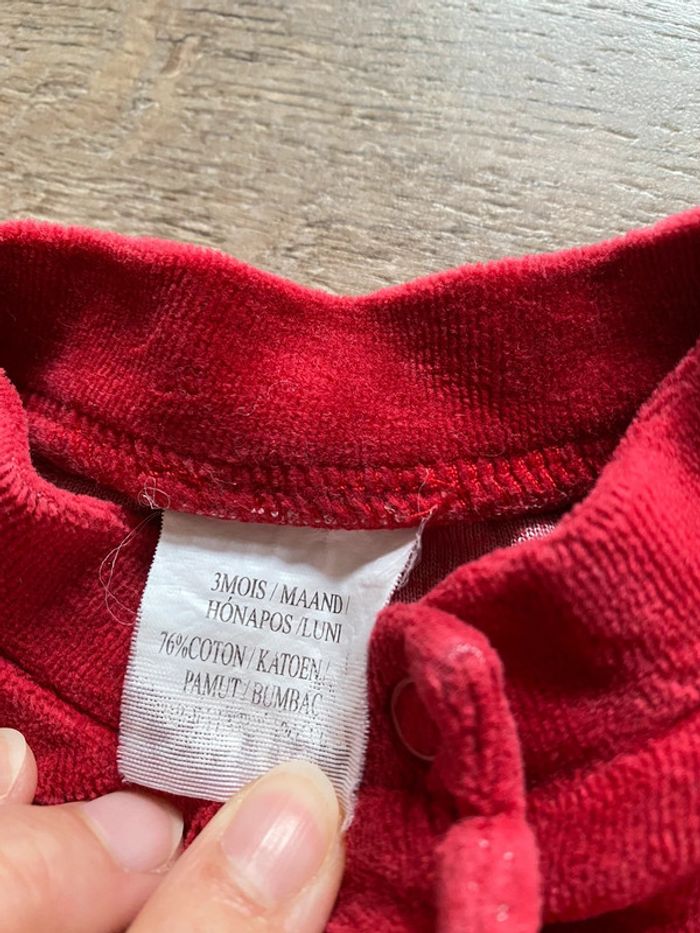 3MOIS / MAAND /
HÓNAPOS /LUNI
76%COTON / KATOEN /
PAMUT / BUMBAC